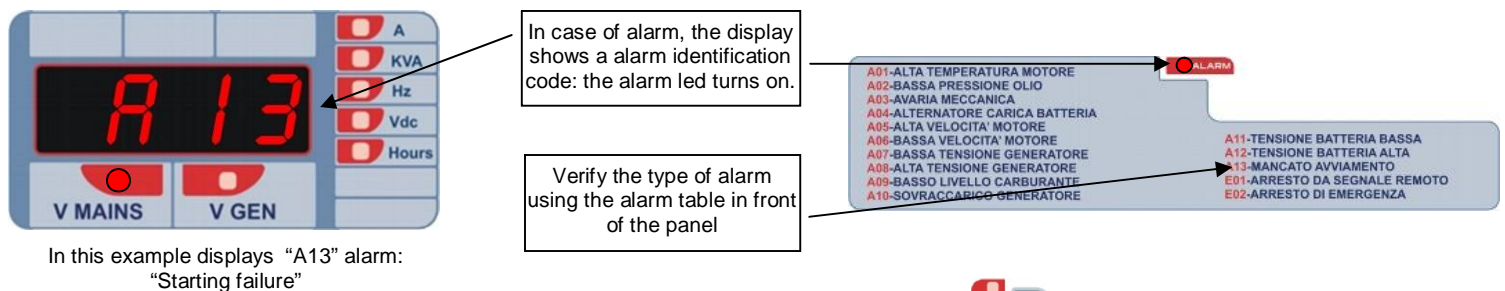 A13
A
KVA
Hz
Vdc
Hours
V MAINS
V GEN
In this example displays “A13” alarm:
“Starting failure”
In case of alarm, the display
shows a alarm identification
code: the alarm led turns on.
Verify the type of alarm
using the alarm table in front
of the panel
ALARM
A01-ALTA TEMPERATURA MOTORE
A02-BASSA PRESSIONE OLIO
A03-AVARIA MECCANICA
A04-ALTERNATORE CARICA BATTERIA
A05-ALTA VELOCITA' MOTORE
A06-BASSA VELOCITA' MOTORE
A07-BASSA TENSIONE GENERATORE
A08-ALTA TENSIONE GENERATORE
A09-BASSO LIVELLO CARBURANTE
A10-SOVRACCARICO GENERATORE
A11-TENSIONE BATTERIA BASSA
A12-TENSIONE BATTERIA ALTA
A13-MANCATO AVVIAMENTO
E01-ARRESTO DA SEGNALE REMOTO
E02-ARRESTO DI EMERGENZA